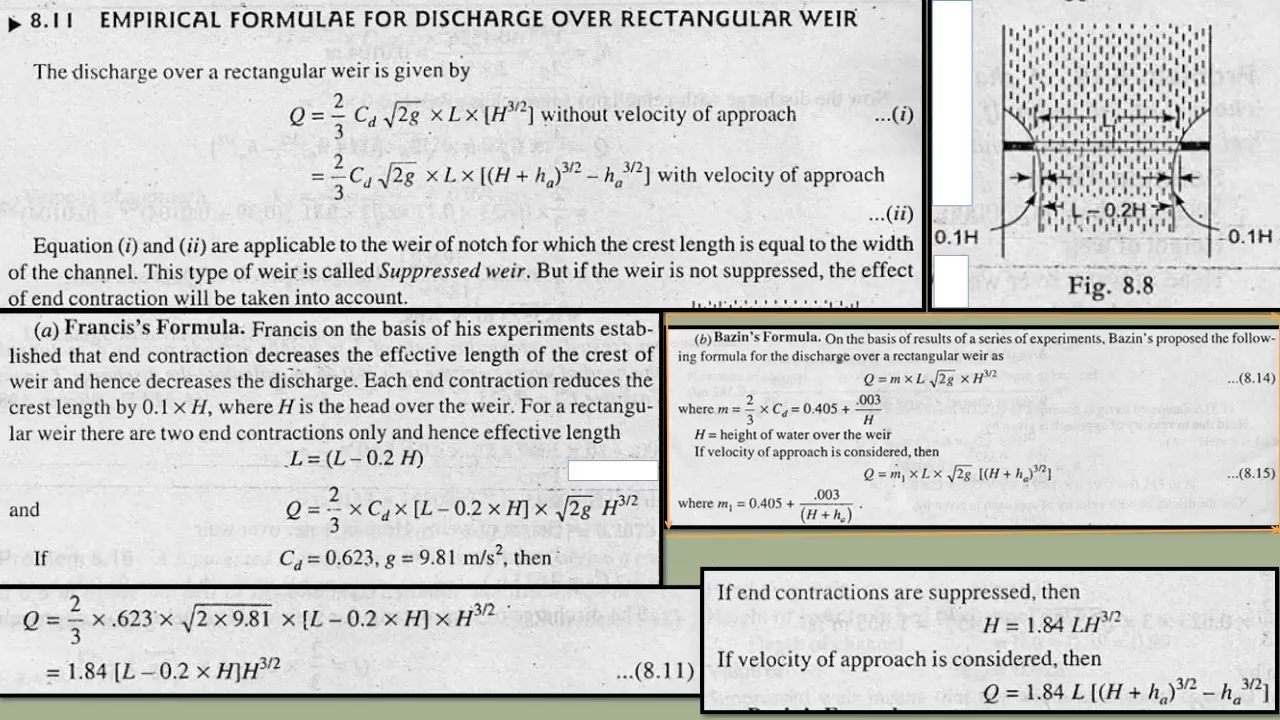 ▶ 8.11 EMPIRICAL FORMULAE FOR DISCHARGE OVER RECTANGULAR WEIR
The discharge over a rectangular weir is given by
Q = 2/3 C_d √2g × L × [H^3/2] without velocity of approach ...(i)
= 2/3 C_d √2g × L × [(H + h_a)^3/2 – h_a^3/2] with velocity of approach
...(ii)
Equation (i) and (ii) are applicable to the weir of notch for which the crest length is equal to the width
of the channel. This type of weir is called Suppressed weir. But if the weir is not suppressed, the effect
of end contraction will be taken into account.
L
L – 0.2H
0.1H
0.1H
Fig. 8.8
(a) Francis's Formula. Francis on the basis of his experiments estab-
lished that end contraction decreases the effective length of the crest of
weir and hence decreases the discharge. Each end contraction reduces the
crest length by 0.1 × H, where H is the head over the weir. For a rectangu-
lar weir there are two end contractions only and hence effective length
L = (L – 0.2 H)
and Q = 2/3 × C_d × [L – 0.2 × H] × √2g H^3/2
If C_d = 0.623, g = 9.81 m/s², then
Q = 2/3 × .623 × √2 × 9.81 × [L – 0.2 × H] × H^3/2
= 1.84 [L – 0.2 × H]H^3/2 ...(8.11)
(b) Bazin's Formula. On the basis of results of a series of experiments, Bazin's proposed the follow-
ing formula for the discharge over a rectangular weir as
Q = m × L √2g × H^3/2 ...(8.14)
where m = 2/3 × C_d = 0.405 + .003/H
H = height of water over the weir
If velocity of approach is considered, then
Q = m₁ × L × √2g [(H + h_a)^3/2] ...(8.15)
where m₁ = 0.405 + .003/(H + h_a) .
If end contractions are suppressed, then
H = 1.84 LH^3/2
If velocity of approach is considered, then
Q = 1.84 L [(H + h_a)^3/2 – h_a^3/2]